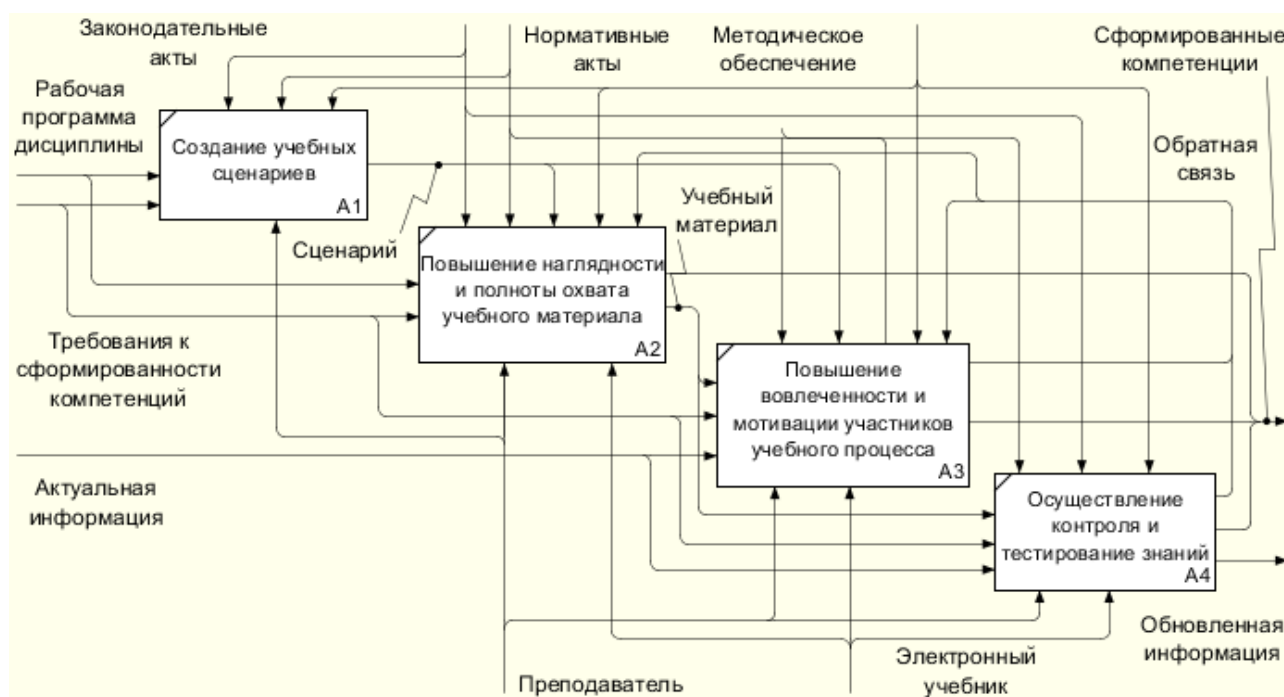 Законодательные
акты
Нормативные
акты
Методическое
обеспечение
Сформированные
компетенции
Рабочая
программа
дисциплины
Создание учебных
сценариев
A1
Обратная
связь
Сценарий
Учебный
материал
Повышение наглядности
и полноты охвата
учебного материала
A2
Требования к
сформированности
компетенций
Повышение
вовлеченности и
мотивации участников
учебного процесса
A3
Актуальная
информация
Осуществление
контроля и
тестирование знаний
A4
Обновленная
информация
Электронный
учебник
Преподаватель